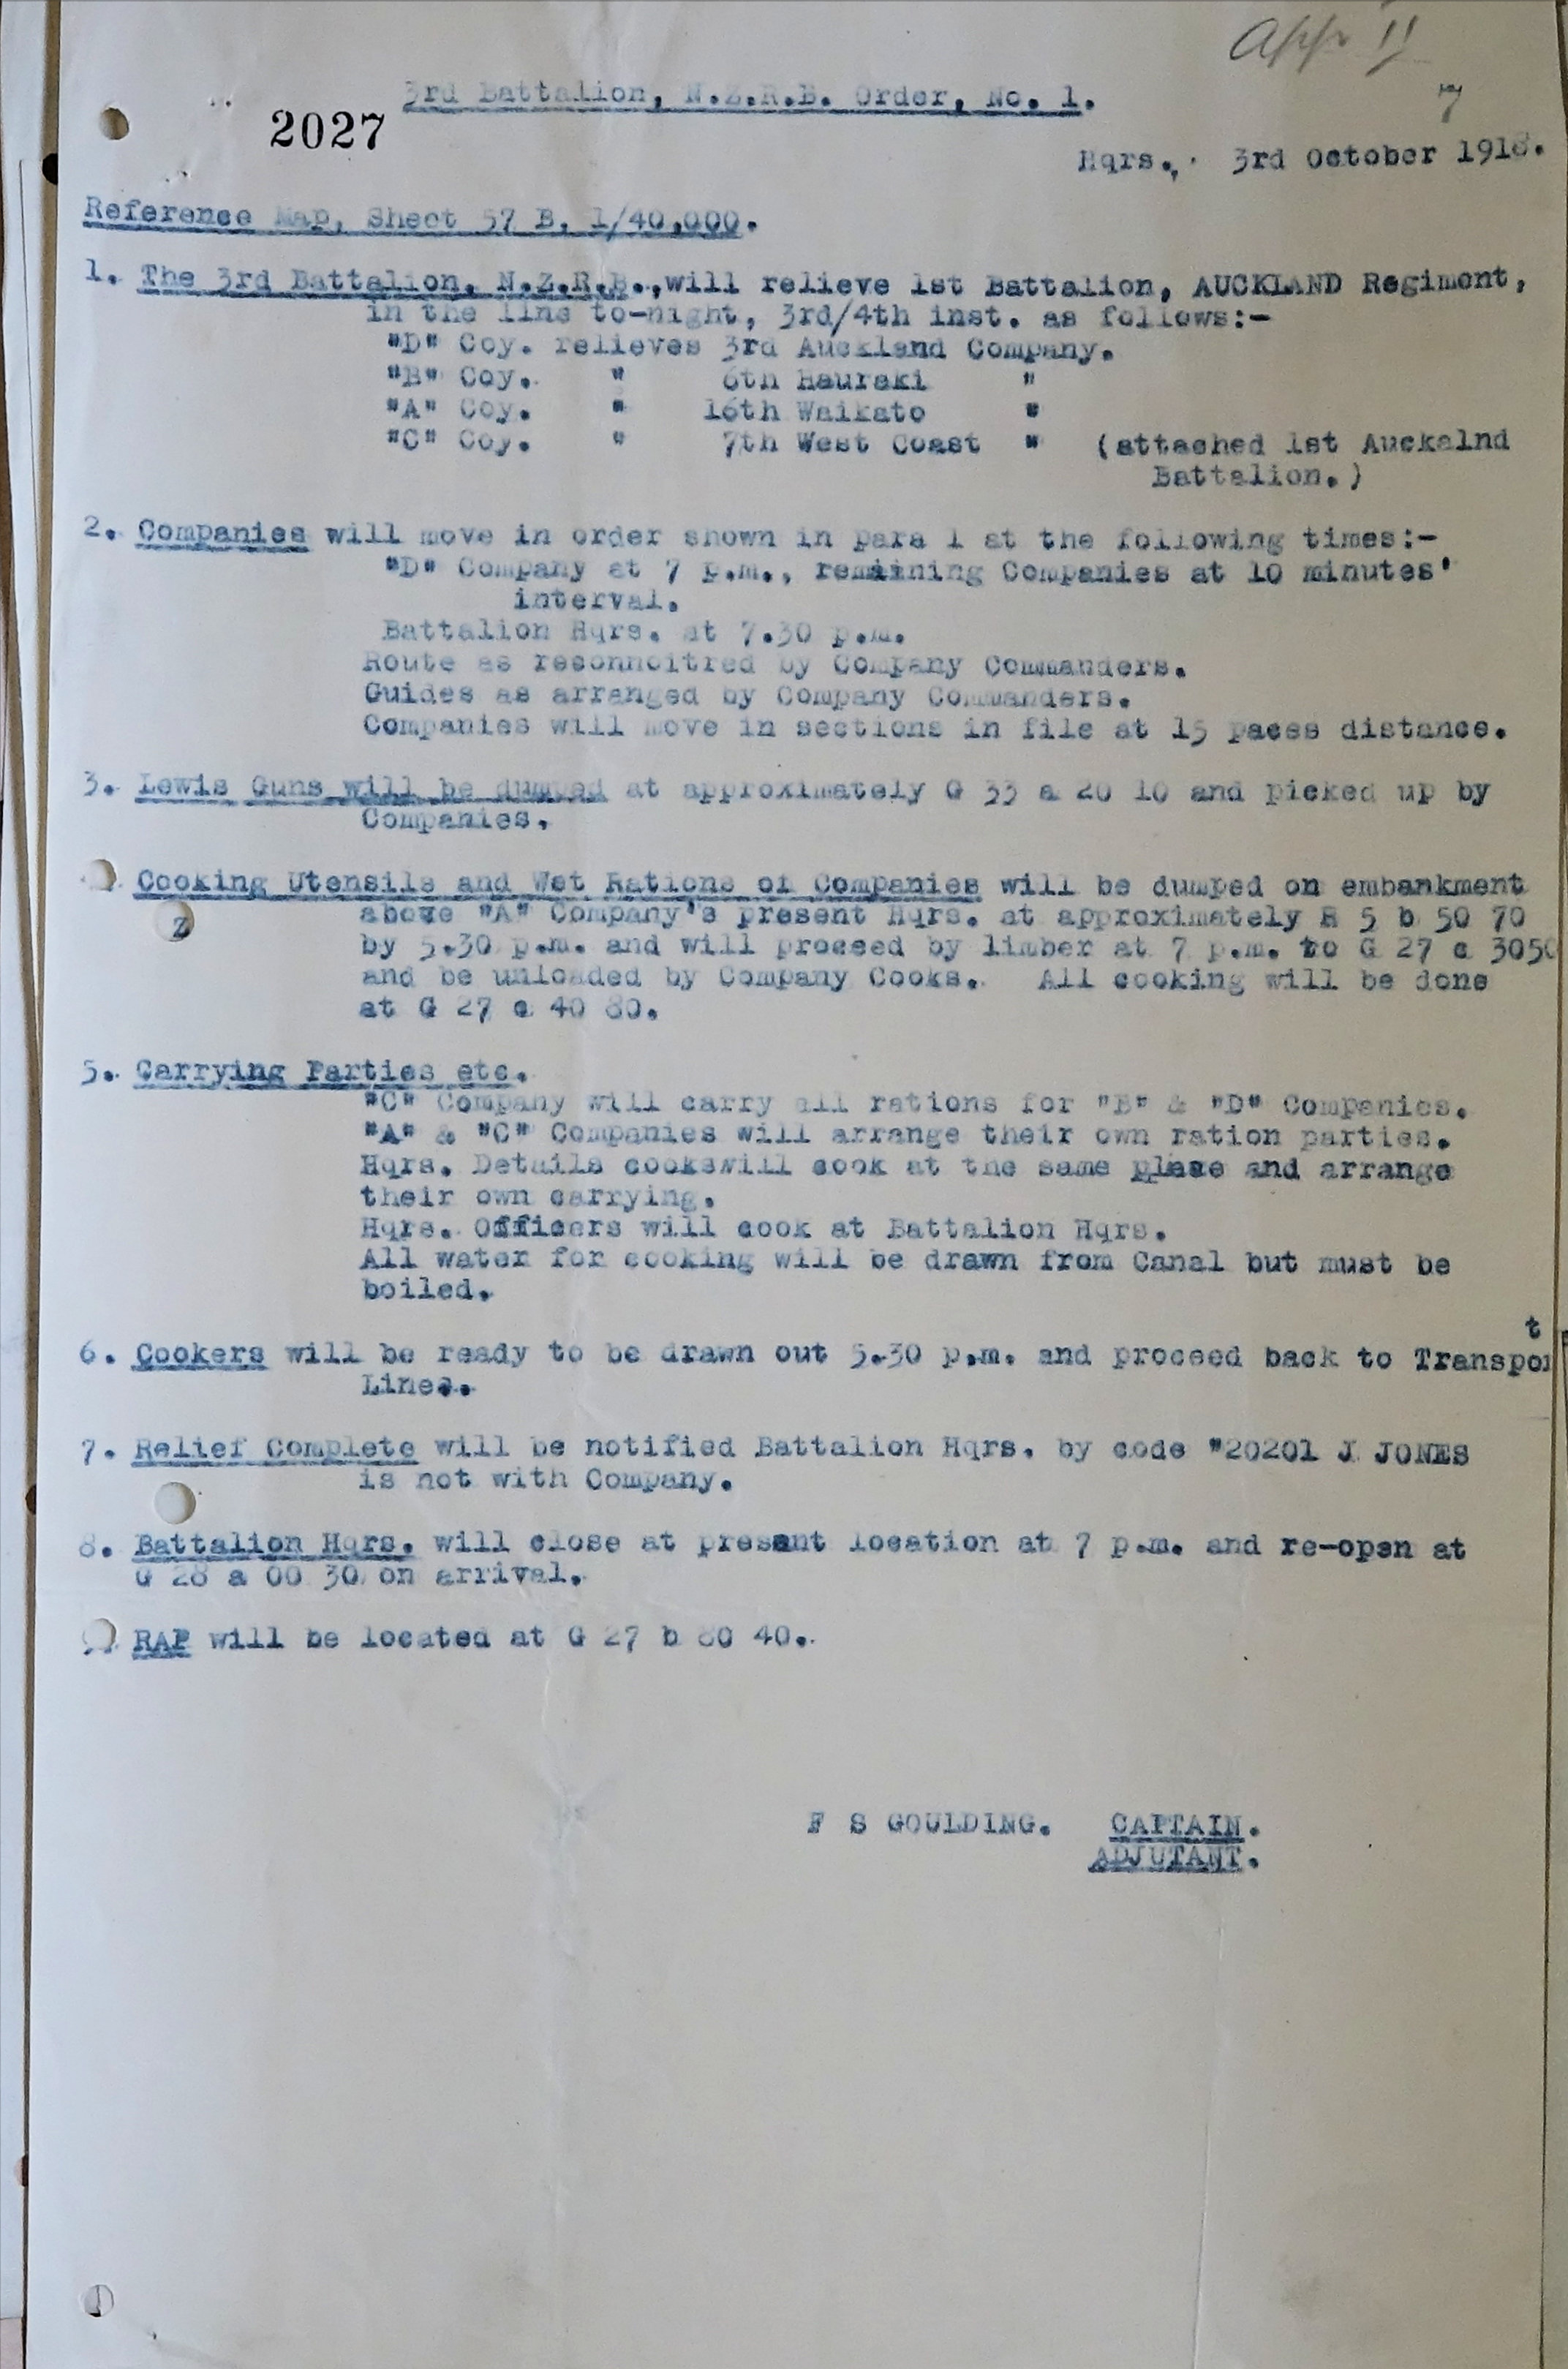 App II
7
3rd Battalion, N.Z.R.B. Order, No. 1.
2027
Hqrs., 3rd October 1918.
Reference Map, Sheet 57 B, 1/40,000.
1. The 3rd Battalion, N.Z.R.B., will relieve 1st Battalion, AUCKLAND Regiment,
in the line to-night, 3rd/4th inst. as follows:-
"D" Coy. relieves 3rd Auckland Company.
"B" Coy. " 6th Hauraki "
"A" Coy. " 16th Waikato "
"C" Coy. " 7th West Coast " (attached 1st Auckalnd
Battalion.)
2. Companies will move in order shown in para 1 at the following times:-
"D" Company at 7 p.m., remaining Companies at 10 minutes'
interval.
Battalion Hqrs. at 7.30 p.m.
Route as reconnoitred by Company Commanders.
Guides as arranged by Company Commanders.
Companies will move in sections in file at 15 paces distance.
3. Lewis Guns will be dumped at approximately G 33 a 20 10 and picked up by
Companies.
Cooking Utensils and Wet Rations of Companies will be dumped on embankment
above "A" Company's present Hqrs. at approximately R 5 b 50 70
by 5.30 p.m. and will proceed by limber at 7 p.m. to G 27 c 3050
and be unloaded by Company Cooks. All cooking will be done
at G 27 c 40 80.
5. Carrying Parties etc.
"C" Company will carry all rations for "B" & "D" Companies.
"A" & "C" Companies will arrange their own ration parties.
Hqrs. Details cookswill cook at the same place and arrange
their own carrying.
Hqrs. Officers will cook at Battalion Hqrs.
All water for cooking will be drawn from Canal but must be
boiled.
6. Cookers will be ready to be drawn out 5.30 p.m. and proceed back to Transport
Lines.
7. Relief Complete will be notified Battalion Hqrs. by code "20201 J JONES
is not with Company.
8. Battalion Hqrs. will close at present location at 7 p.m. and re-open at
G 28 a 00 30 on arrival.
RAP will be located at G 27 b 80 40.
F S GOULDING. CAPTAIN.
ADJUTANT.